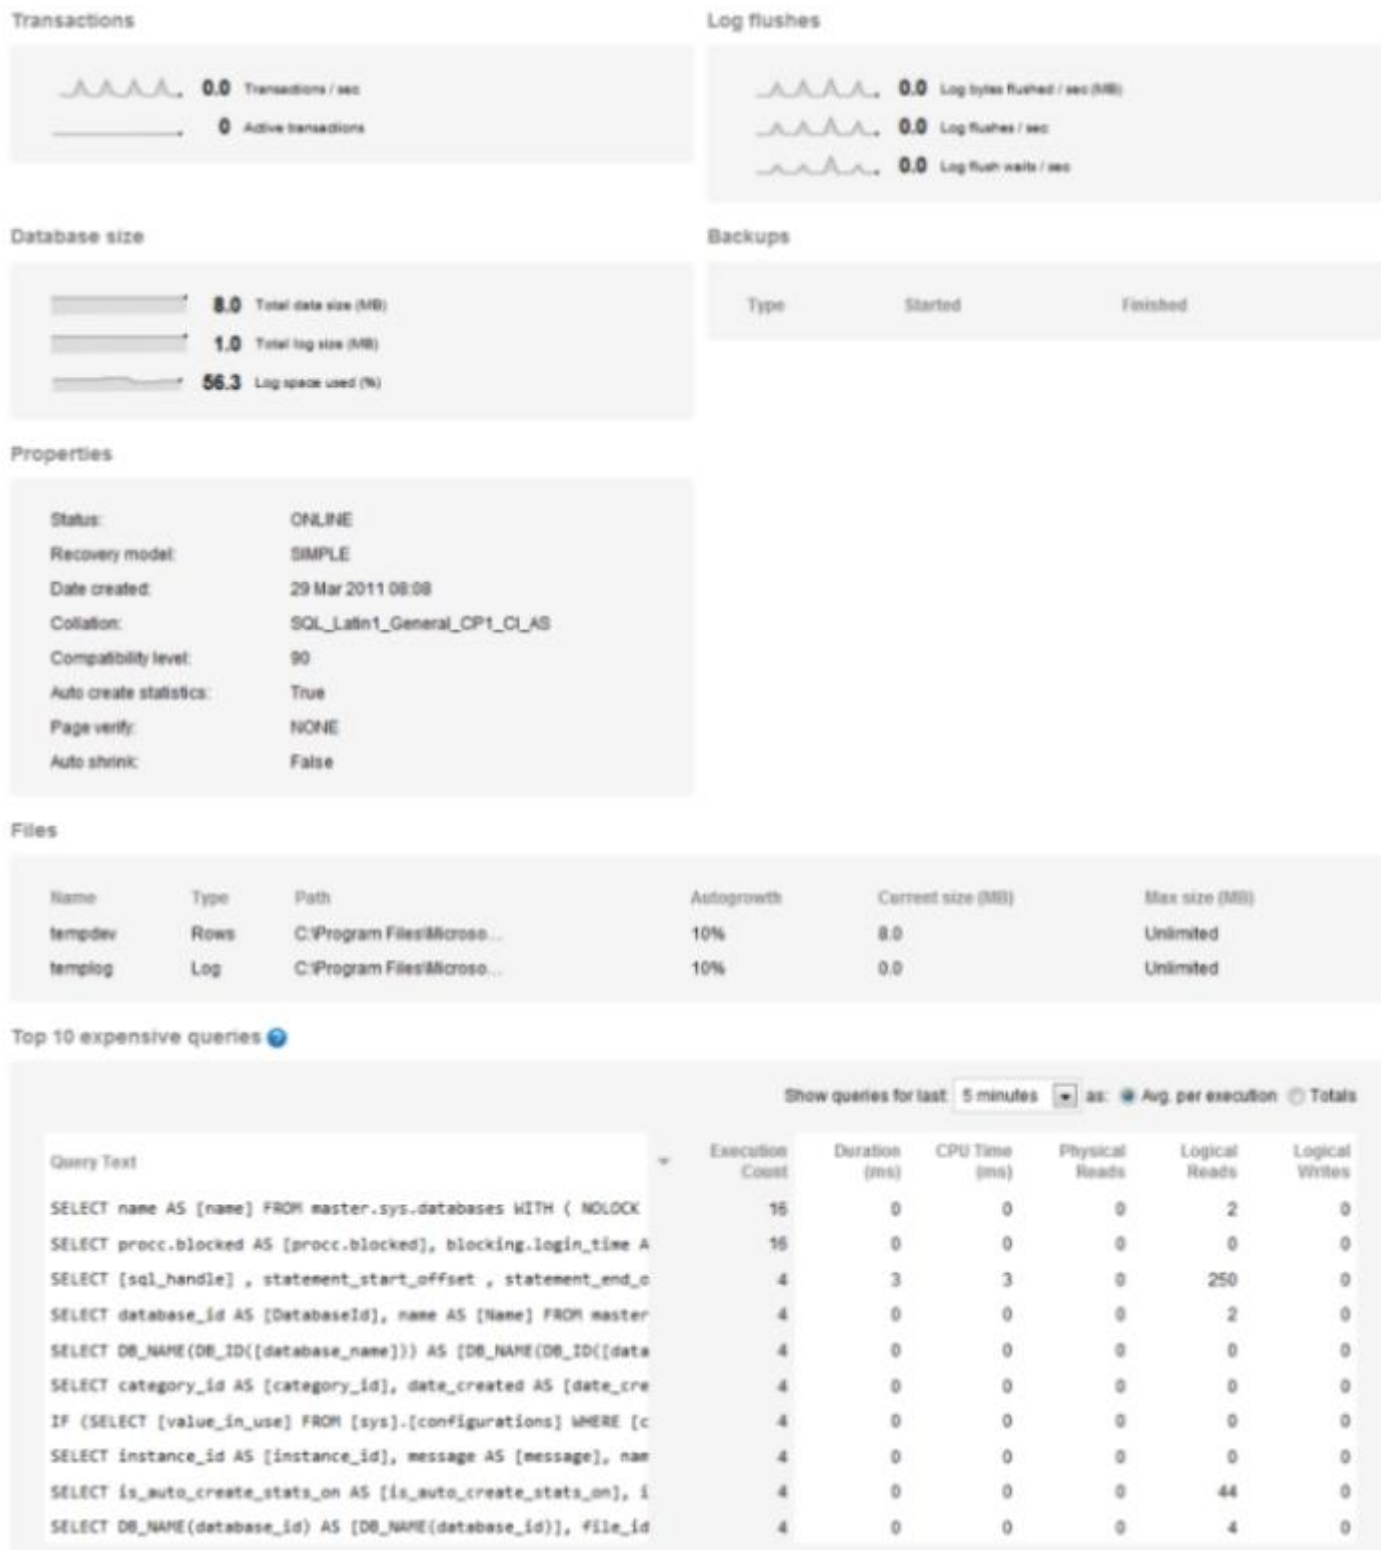 Transactions
0.0 Transactions / sec
0 Active transactions
Log flushes
0.0 Log bytes flushed / sec (MB)
0.0 Log flushes / sec
0.0 Log flush waits / sec
Database size
8.0 Total data size (MB)
1.0 Total log size (MB)
56.3 Log space used (%)
Backups
Type Started Finished
Properties
Status: ONLINE
Recovery model: SIMPLE
Date created: 29 Mar 2011 08:08
Collation: SQL_Latin1_General_CP1_CI_AS
Compatibility level: 90
Auto create statistics: True
Page verify: NONE
Auto shrink: False
Files
Name Type Path Autogrowth Current size (MB) Max size (MB)
tempdev Rows C:\Program Files\Microso... 10% 8.0 Unlimited
templog Log C:\Program Files\Microso... 10% 0.0 Unlimited
Top 10 expensive queries ?
Show queries for last: 5 minutes as: Avg. per execution Totals
Query Text Execution Count Duration (ms) CPU Time (ms) Physical Reads Logical Reads Logical Writes
SELECT name AS [name] FROM master.sys.databases WITH ( NOLOCK 16 0 0 0 2 0
SELECT procc.blocked AS [procc.blocked], blocking.login_time A 16 0 0 0 0 0
SELECT [sql_handle] , statement_start_offset , statement_end_o 4 3 3 0 250 0
SELECT database_id AS [DatabaseId], name AS [Name] FROM master 4 0 0 0 2 0
SELECT DB_NAME(DB_ID([database_name])) AS [DB_NAME(DB_ID([data 4 0 0 0 0 0
SELECT category_id AS [category_id], date_created AS [date_cre 4 0 0 0 0 0
IF (SELECT [value_in_use] FROM [sys].[configurations] WHERE [c 4 0 0 0 0 0
SELECT instance_id AS [instance_id], message AS [message], nam 4 0 0 0 0 0
SELECT is_auto_create_stats_on AS [is_auto_create_stats_on], i 4 0 0 0 44 0
SELECT DB_NAME(database_id) AS [DB_NAME(database_id)], file_id 4 0 0 0 4 0